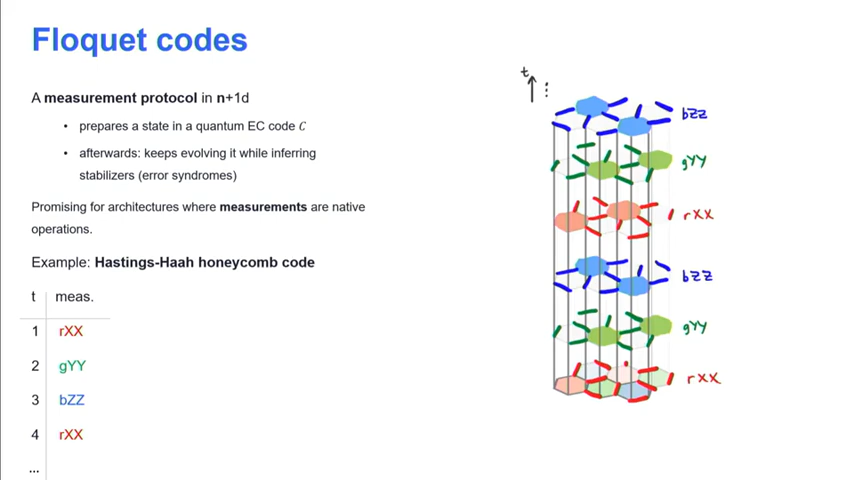 Floquet codes
A measurement protocol in n+1d
• prepares a state in a quantum EC code C
• afterwards: keeps evolving it while inferring
stabilizers (error syndromes)
Promising for architectures where measurements are native
operations.
Example: Hastings-Haah honeycomb code
t meas.
1 rXX
2 gYY
3 bZZ
4 rXX
...
t
bZZ
gYY
rXX
bZZ
gYY
rXX